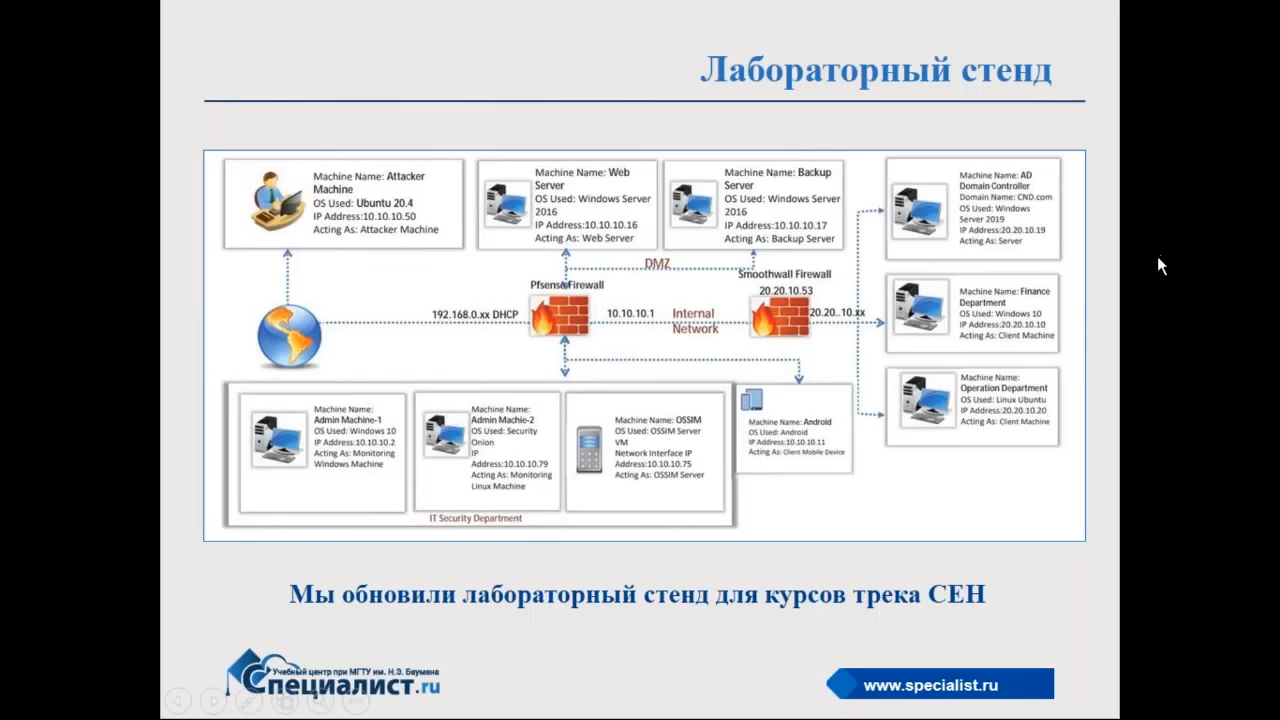 Лабораторный стенд
Machine Name: Attacker
Machine
OS Used: Ubuntu 20.4
IP Address:10.10.10.50
Acting As: Attacker Machine
Machine Name: Web
Server
OS Used: Windows Server
2016
IP Address:10.10.10.16
Acting As: Web Server
Machine Name: Backup
Server
OS Used: Windows Server
2016
IP Address:10.10.10.17
Acting As: Backup Server
Machine Name: AD
Domain Controller
Domain Name: CND.com
OS Used: Windows
Server 2019
IP Address:20.20.10.19
Acting As: Server
DMZ
Pfsense Firewall
Smoothwall Firewall
20.20.10.53
192.168.0.xx DHCP
10.10.10.1
Internal
Network
20.20..10.xx
Machine Name: Finance
Department
OS Used: Windows 10
IP Address:20.20.10.10
Acting As: Client Machine
Machine Name:
Operation Department
OS Used: Linux Ubuntu
IP Address:20.20.10.20
Acting As: Client Machine
Machine Name:
Admin Machine-1
OS Used: Windows 10
IP Address:10.10.10.2
Acting As: Monitoring
Windows Machine
Machine Name:
Admin Machie-2
OS Used: Security
Onion
IP
Address:10.10.10.79
Acting As: Monitoring
Linux Machine
Machine Name: OSSIM
OS Used: OSSIM Server
VM
Network Interface IP
Address:10.10.10.75
Acting As: OSSIM Server
Machine Name: Android
OS Used: Android
IP Address:10.10.10.11
Acting As: Client Mobile Device
IT Security Department
Мы обновили лабораторный стенд для курсов трека CEH
Учебный центр при МГТУ им. Н.Э. Баумана
Специалист.ru
www.specialist.ru